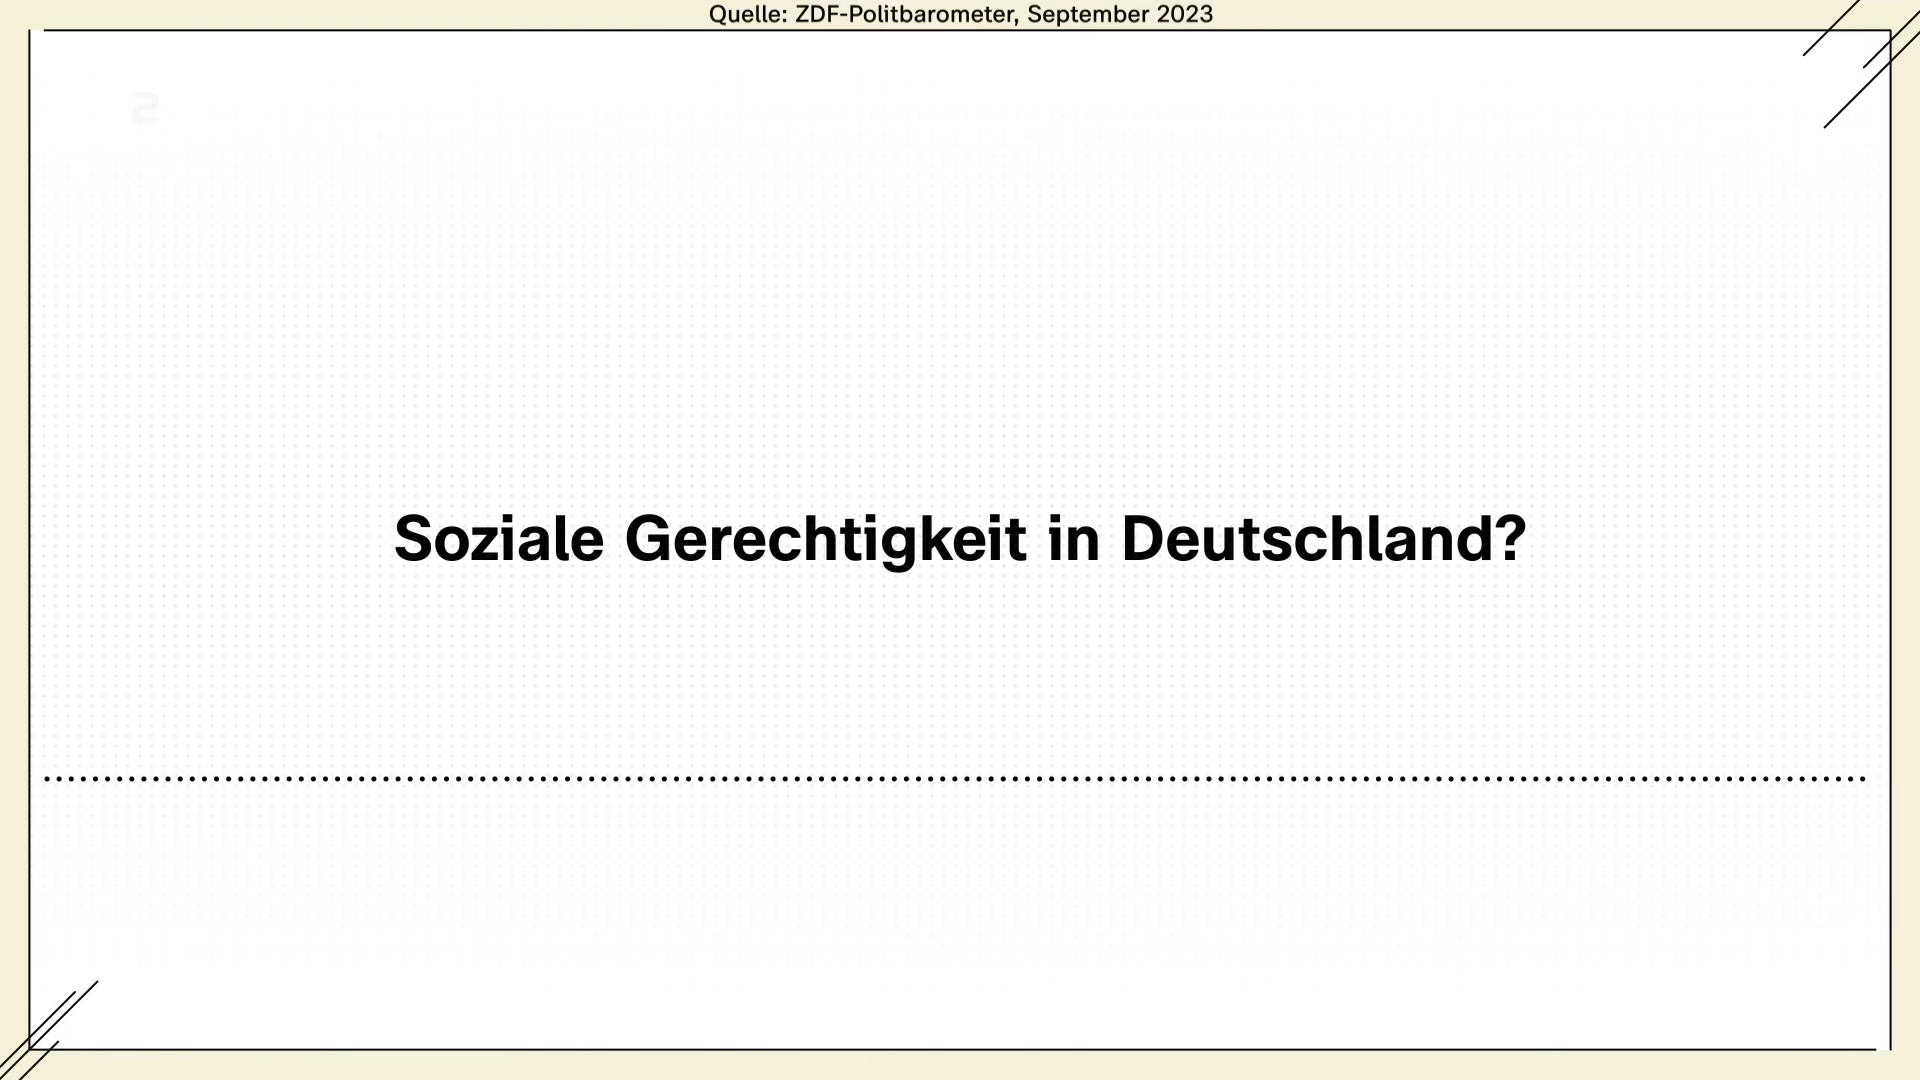 Quelle: ZDF-Politbarometer, September 2023
Soziale Gerechtigkeit in Deutschland?